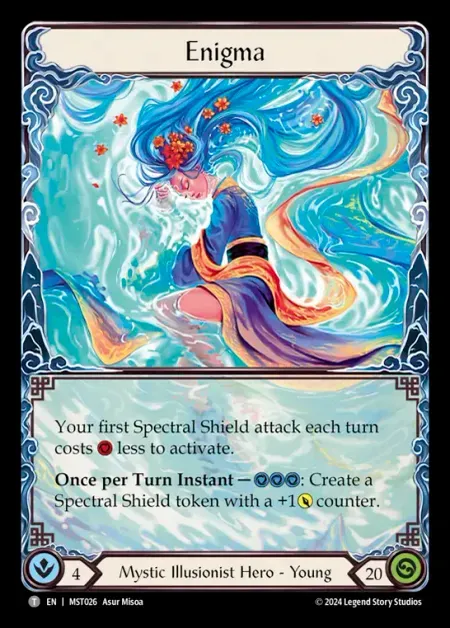 Enigma
Your first Spectral Shield attack each turn
costs less to activate.
Once per Turn Instant — : Create a
Spectral Shield token with a +1 counter.
4
Mystic Illusionist Hero - Young
20
T EN | MST026 Asur Misoa
© 2024 Legend Story Studios